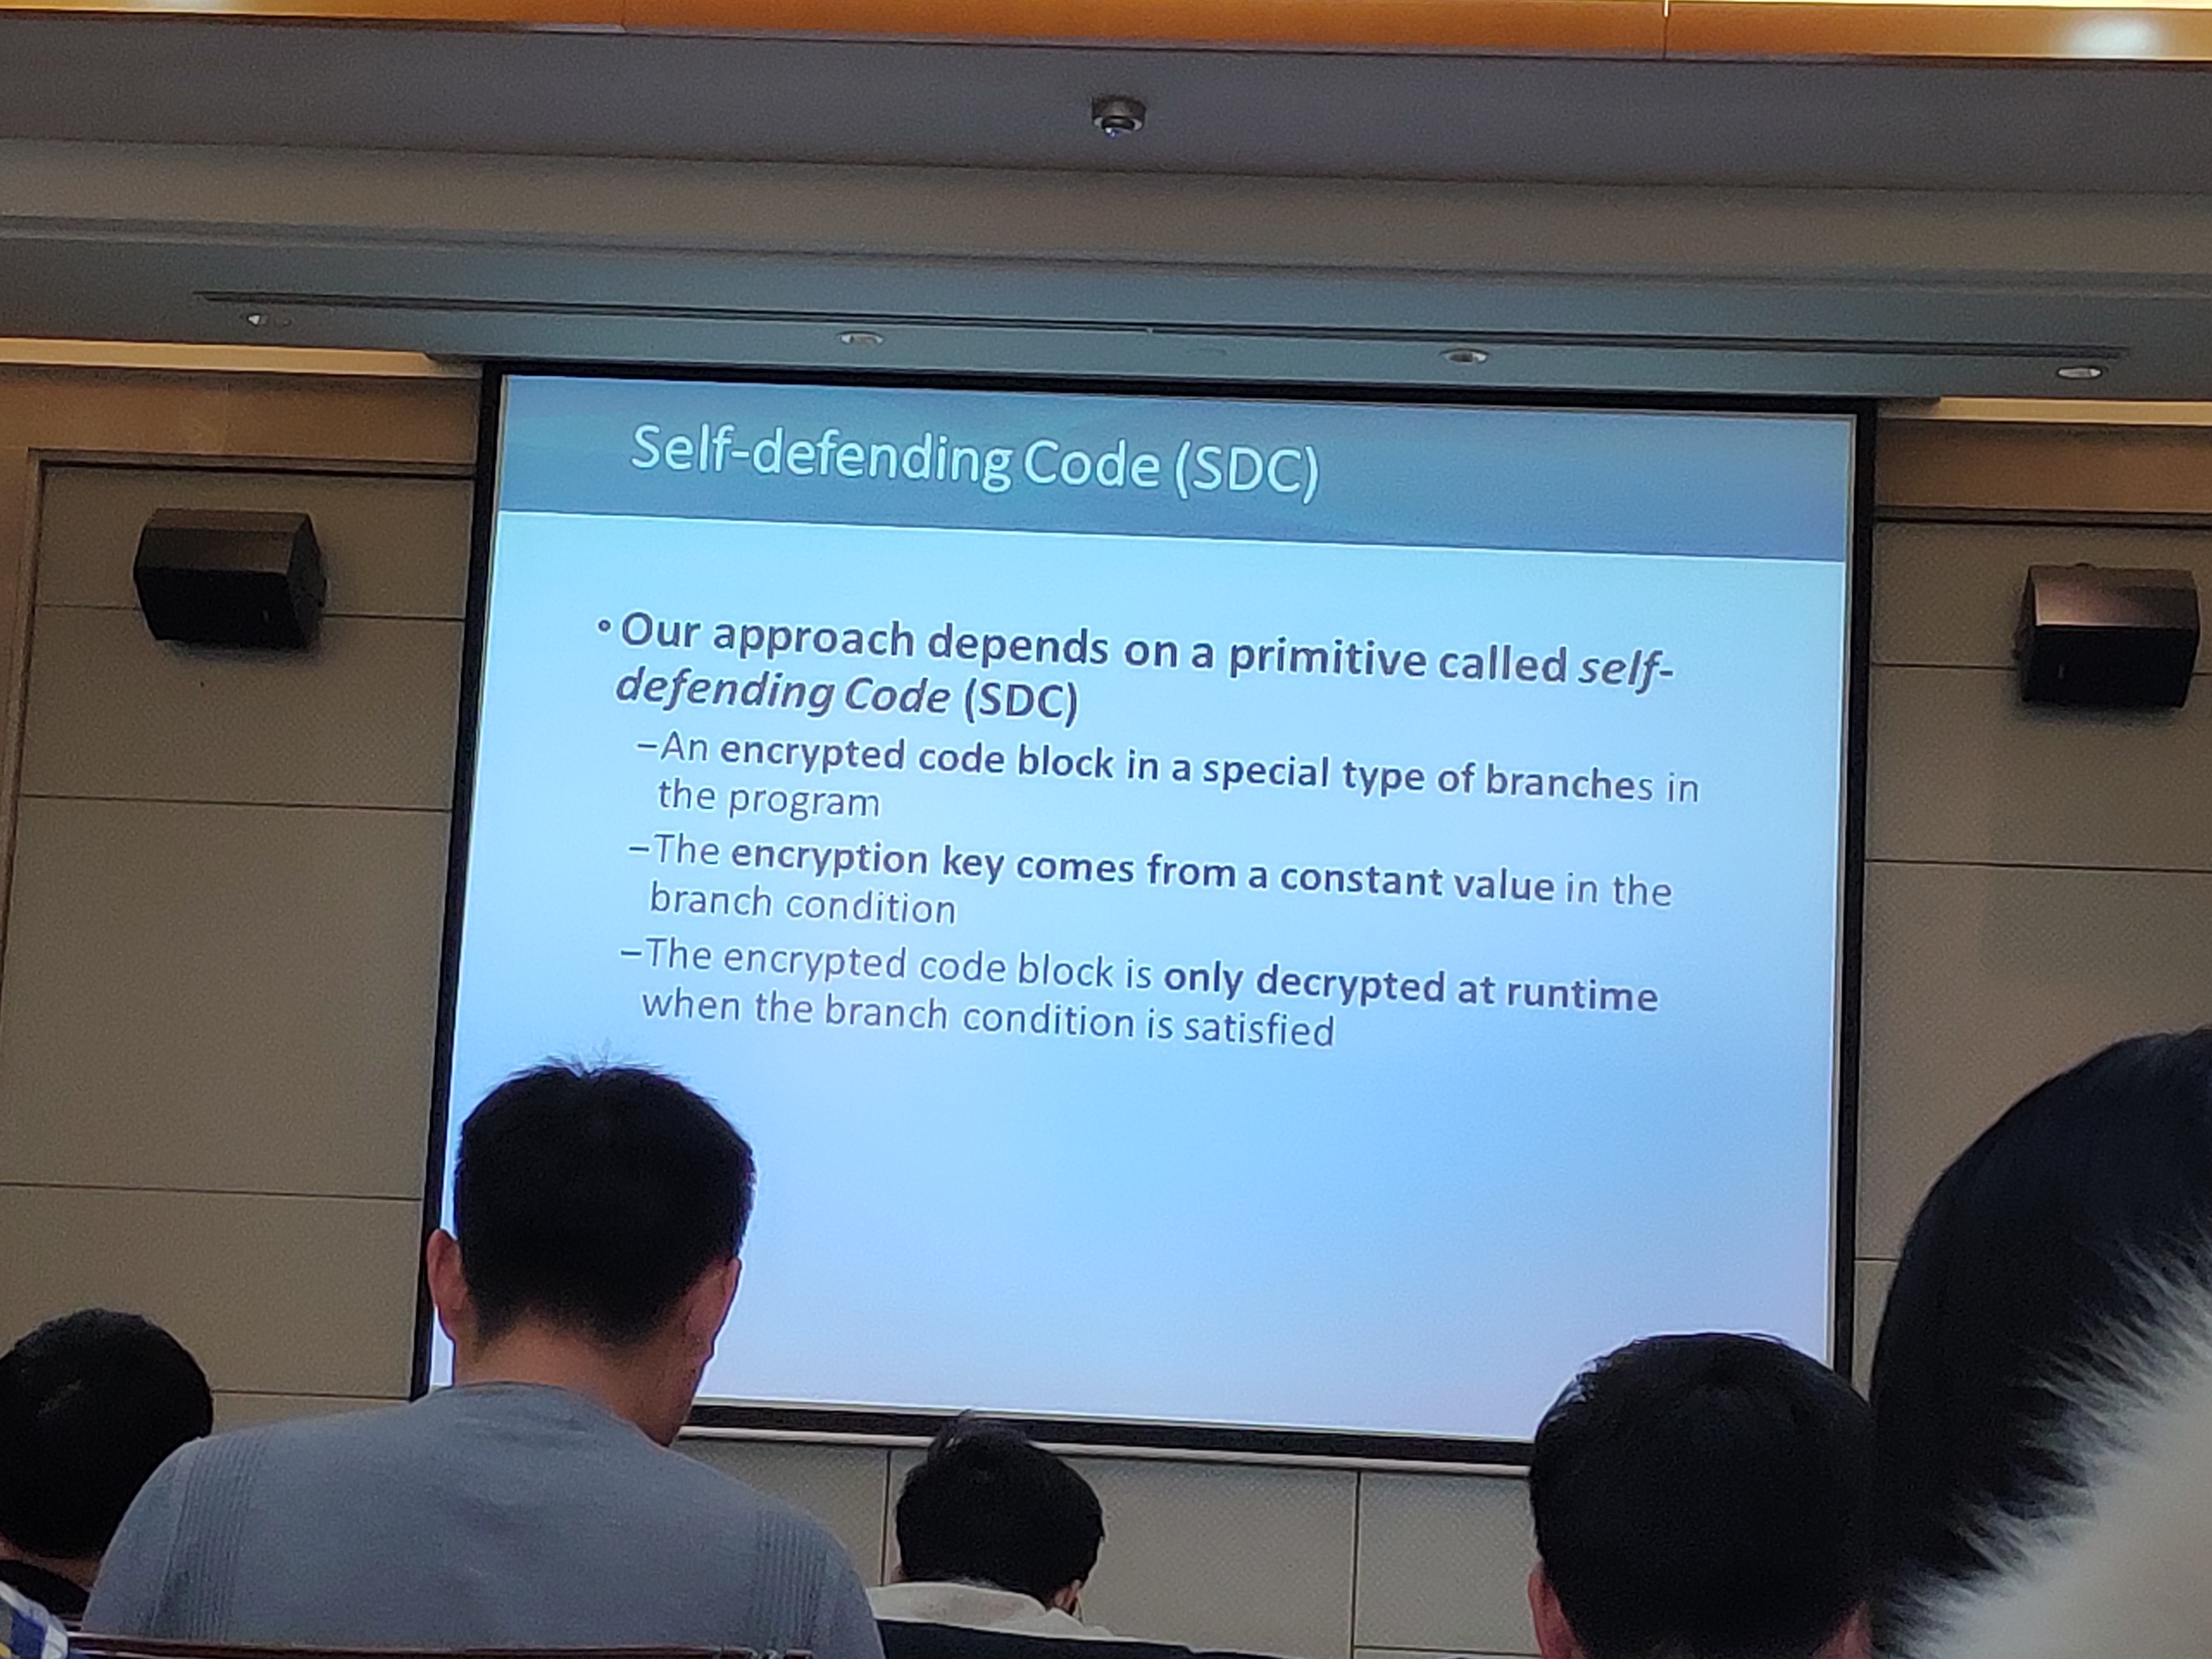 Self-defending Code (SDC)
• Our approach depends on a primitive called self-
defending Code (SDC)
–An encrypted code block in a special type of branches in
the program
–The encryption key comes from a constant value in the
branch condition
–The encrypted code block is only decrypted at runtime
when the branch condition is satisfied